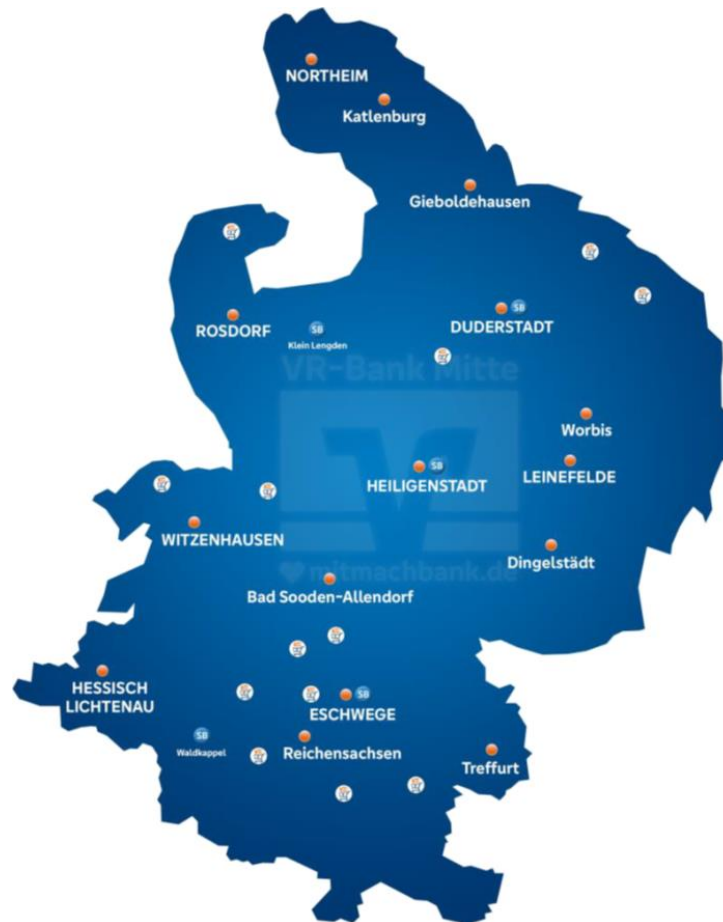 NORTHEIM
Katlenburg
Gieboldehausen
SB
DUDERSTADT
ROSDORF
SB
Klein Lengden
VR-Bank Mitte
Worbis
SB
HEILIGENSTADT
LEINEFELDE
WITZENHAUSEN
Dingelstädt
mitmachbank.de
Bad Sooden-Allendorf
HESSISCH
LICHTENAU
SB
ESCHWEGE
SB
Waldkappel
Reichensachsen
Treffurt